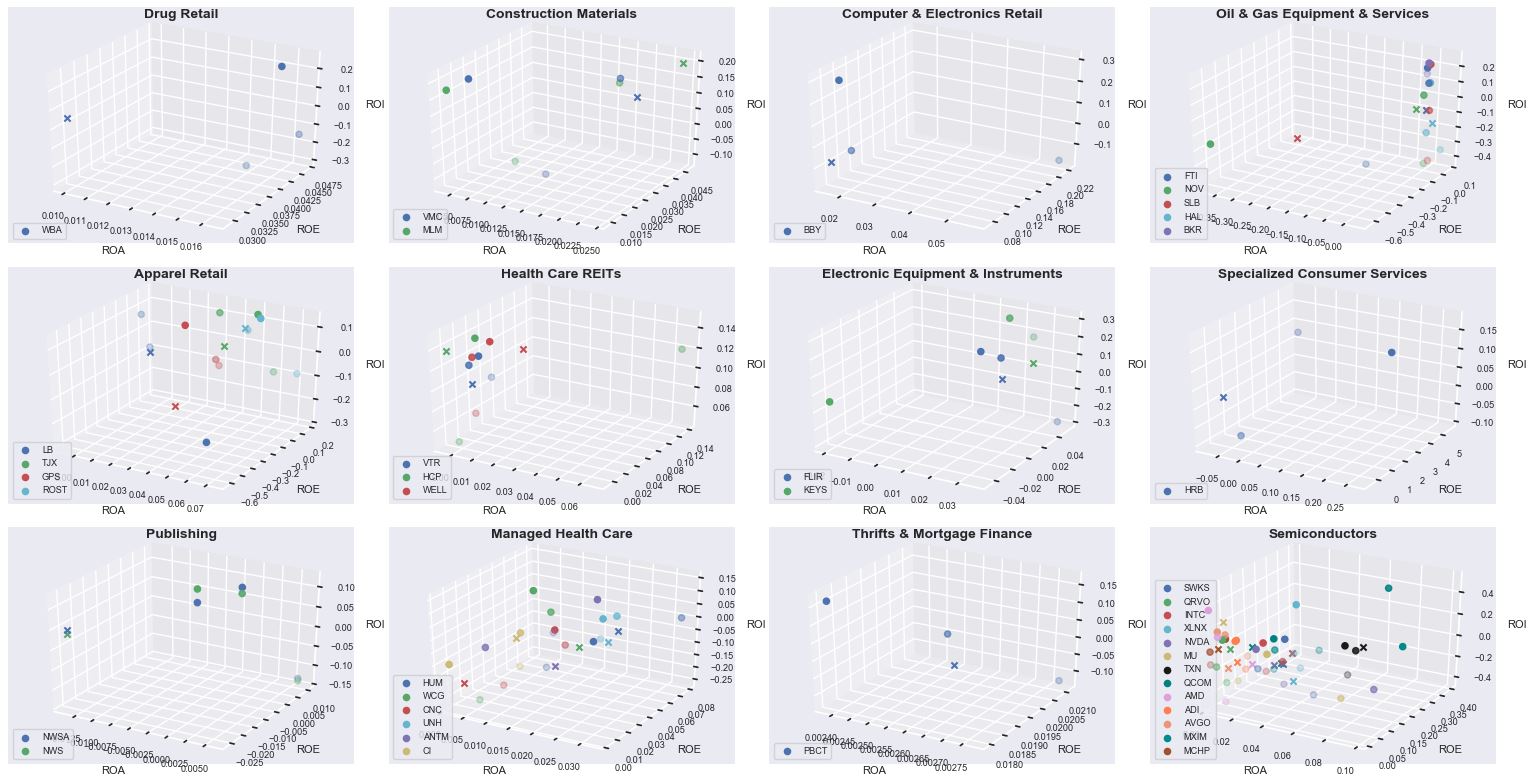 Drug Retail
0.2
0.1
0.0
−0.1
−0.2
−0.3
ROI
0.0475
0.0450
0.0425
0.0400
0.0375
0.0350
0.0325
0.0300
ROE
0.010
0.011
0.012
0.013
0.014
0.015
0.016
ROA
WBA
Construction Materials
0.20
0.15
0.10
0.05
0.00
−0.05
−0.10
ROI
0.045
0.040
0.035
0.030
0.025
0.020
0.015
0.010
ROE
0.0075
0.0100
0.0125
0.0150
0.0175
0.0200
0.0225
0.0250
ROA
VMC
MLM
Computer & Electronics Retail
0.3
0.2
0.1
0.0
−0.1
ROI
0.22
0.20
0.18
0.16
0.14
0.12
0.10
0.08
ROE
0.02
0.03
0.04
0.05
ROA
BBY
Oil & Gas Equipment & Services
0.2
0.1
0.0
−0.1
−0.2
−0.3
−0.4
ROI
0.1
0.0
−0.1
−0.2
−0.3
−0.4
−0.5
−0.6
ROE
−0.30
−0.25
−0.20
−0.15
−0.10
−0.05
0.00
ROA
FTI
NOV
SLB
HAL
BKR
Apparel Retail
0.1
0.0
−0.1
−0.2
−0.3
ROI
0.2
0.1
0.0
−0.1
−0.2
−0.3
−0.4
−0.5
−0.6
ROE
0.01
0.02
0.03
0.04
0.05
0.06
0.07
ROA
LB
TJX
GPS
ROST
Health Care REITs
0.14
0.12
0.10
0.08
0.06
ROI
0.14
0.12
0.10
0.08
0.06
0.04
0.02
0.00
ROE
0.01
0.02
0.03
0.04
0.05
0.06
ROA
VTR
HCP
WELL
Electronic Equipment & Instruments
0.3
0.2
0.1
0.0
−0.1
−0.2
−0.3
ROI
0.04
0.02
0.00
−0.02
−0.04
ROE
−0.01
0.00
0.01
0.02
0.03
ROA
FLIR
KEYS
Specialized Consumer Services
0.15
0.10
0.05
0.00
−0.05
−0.10
ROI
5
4
3
2
1
0
ROE
−0.05
0.00
0.05
0.10
0.15
0.20
0.25
ROA
HRB
Publishing
0.10
0.05
0.00
−0.05
−0.10
−0.15
ROI
0.010
0.005
0.000
−0.005
−0.010
−0.015
−0.020
−0.025
ROE
−0.0100
−0.0075
−0.0050
−0.0025
0.0000
0.0025
0.0050
ROA
NWSA
NWS
Managed Health Care
0.15
0.10
0.05
0.00
−0.05
−0.10
−0.15
−0.20
−0.25
ROI
0.08
0.07
0.06
0.05
0.04
0.03
0.02
0.01
0.00
ROE
0.010
0.015
0.020
0.025
0.030
ROA
HUM
WCG
CNC
UNH
ANTM
CI
Thrifts & Mortgage Finance
0.15
0.10
0.05
0.00
−0.05
−0.10
ROI
0.0210
0.0205
0.0200
0.0195
0.0190
0.0185
0.0180
ROE
0.00240
0.00245
0.00250
0.00255
0.00260
0.00265
0.00270
0.00275
ROA
PBCT
Semiconductors
0.4
0.2
0.0
−0.2
−0.4
ROI
0.40
0.35
0.30
0.25
0.20
0.15
0.10
0.05
0.00
ROE
0.02
0.04
0.06
0.08
0.10
ROA
SWKS
QRVO
INTC
XLNX
NVDA
MU
TXN
QCOM
AMD
ADI
AVGO
MXIM
MCHP